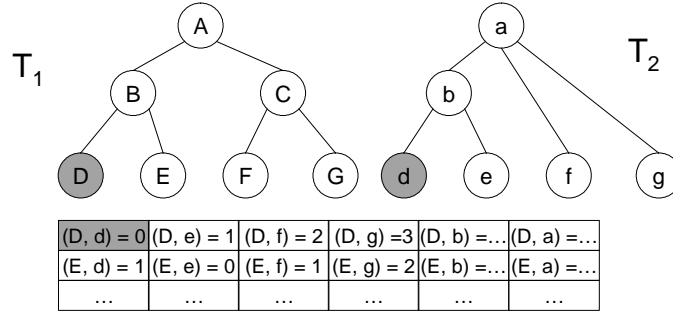 A
a
T1
T2
B
C
b
D
E
F
G
d
e
f
g
(D, d) = 0 (D, e) = 1 (D, f) = 2 (D, g) =3 (D, b) =… (D, a) =…
(E, d) = 1 (E, e) = 0 (E, f) = 1 (E, g) = 2 (E, b) =… (E, a) =…
… … … … … …